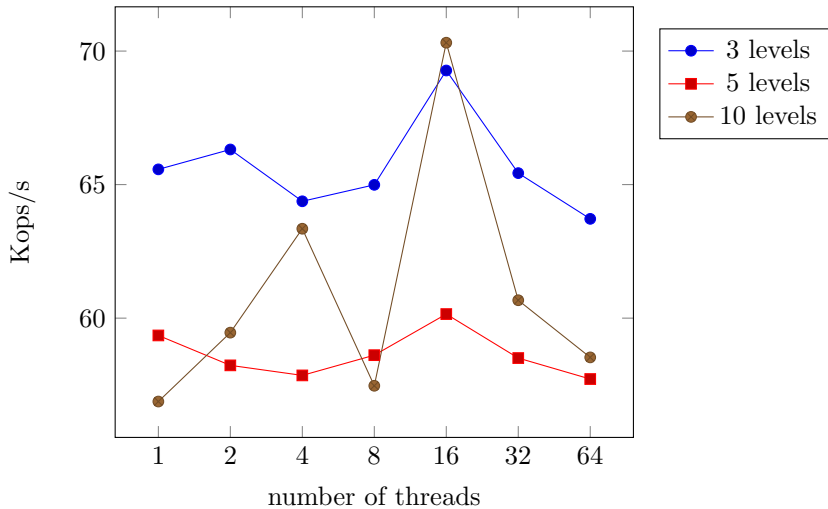 70
65
60
Kops/s
1 2 4 8 16 32 64
number of threads
3 levels
5 levels
10 levels